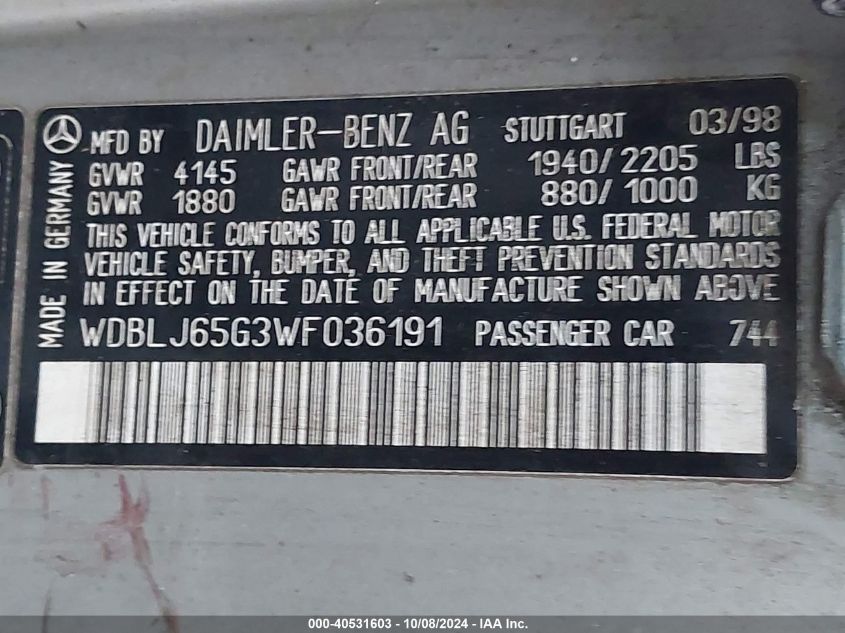 MADE IN GERMANY
MFD BY DAIMLER-BENZ AG STUTTGART 03/98
GVWR 4145 GAWR FRONT/REAR 1940/2205 LBS
GVWR 1880 GAWR FRONT/REAR 880/1000 KG
THIS VEHICLE CONFORMS TO ALL APPLICABLE U.S. FEDERAL MOTOR
VEHICLE SAFETY, BUMPER, AND THEFT PREVENTION STANDARDS
IN EFFECT ON THE DATE OF MANUFACTURE SHOWN ABOVE
WDBLJ65G3WF036191 PASSENGER CAR 744
000-40531603 - 10/08/2024 - IAA Inc.